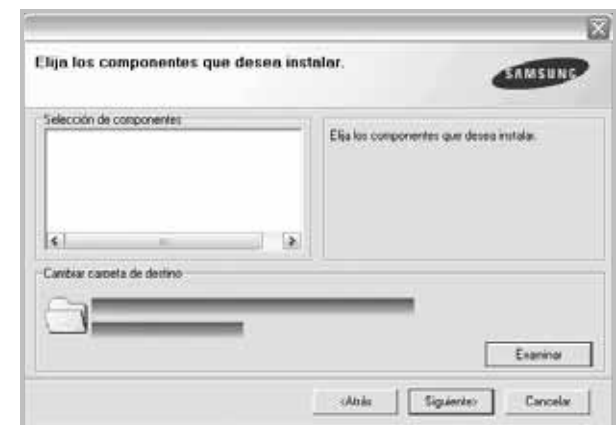 Elija los componentes que desea instalar.
SAMSUNG
Selección de componentes
Elija los componentes que desea instalar.
Cambiar carpeta de destino
Examinar
<Atrás
Siguiente>
Cancelar